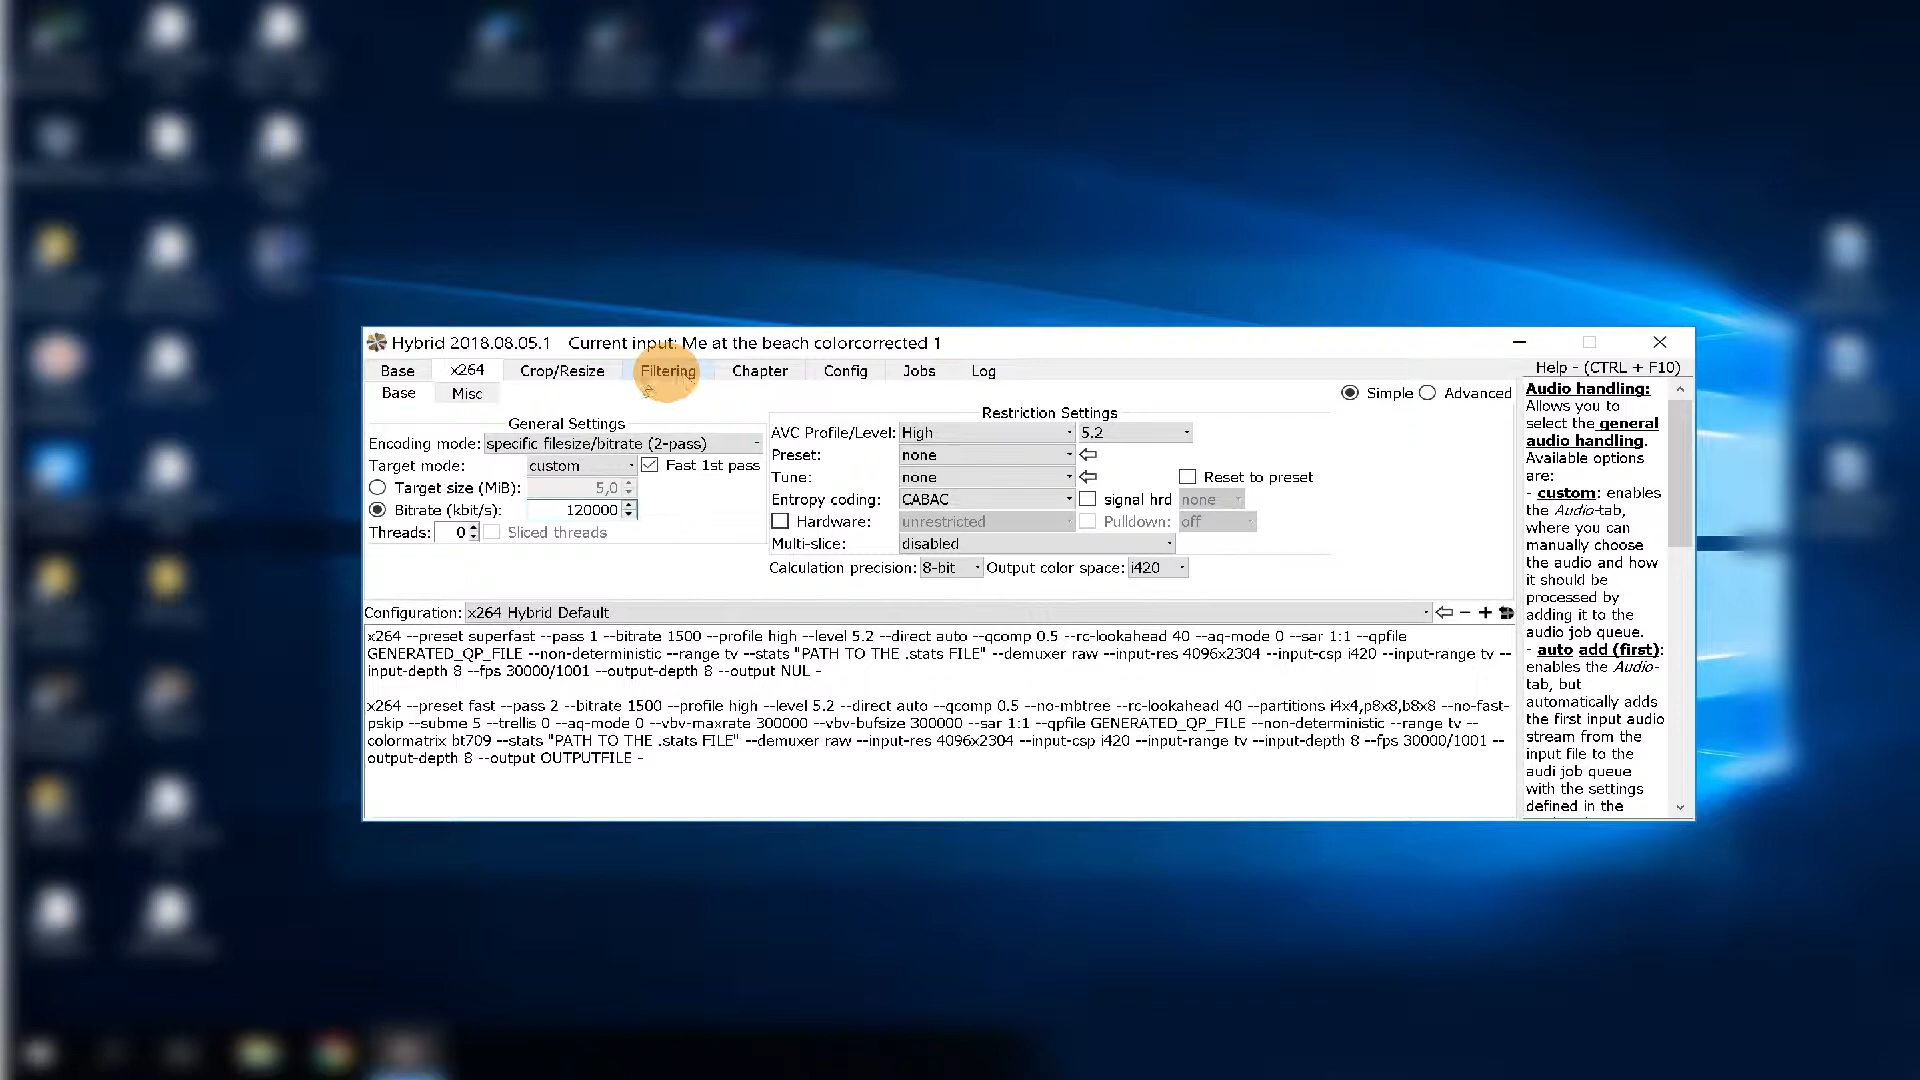 Hybrid 2018.08.05.1 Current input: Me at the beach colorcorrected 1
Base x264 Crop/Resize Filtering Chapter Config Jobs Log
Base Misc
Simple Advanced
General Settings
Encoding mode: specific filesize/bitrate (2-pass)
Target mode: custom Fast 1st pass
Target size (MiB): 5,0
Bitrate (kbit/s): 120000
Threads: 0 Sliced threads
Restriction Settings
AVC Profile/Level: High 5.2
Preset: none
Tune: none Reset to preset
Entropy coding: CABAC signal hrd none
Hardware: unrestricted Pulldown: off
Multi-slice: disabled
Calculation precision: 8-bit Output color space: i420
Configuration: x264 Hybrid Default
x264 --preset superfast --pass 1 --bitrate 1500 --profile high --level 5.2 --direct auto --qcomp 0.5 --rc-lookahead 40 --aq-mode 0 --sar 1:1 --qpfile
GENERATED_QP_FILE --non-deterministic --range tv --stats "PATH TO THE .stats FILE" --demuxer raw --input-res 4096x2304 --input-csp i420 --input-range tv --
input-depth 8 --fps 30000/1001 --output-depth 8 --output NUL -
x264 --preset fast --pass 2 --bitrate 1500 --profile high --level 5.2 --direct auto --qcomp 0.5 --no-mbtree --rc-lookahead 40 --partitions i4x4,p8x8,b8x8 --no-fast-
pskip --subme 5 --trellis 0 --aq-mode 0 --vbv-maxrate 300000 --vbv-bufsize 300000 --sar 1:1 --qpfile GENERATED_QP_FILE --non-deterministic --range tv --
colormatrix bt709 --stats "PATH TO THE .stats FILE" --demuxer raw --input-res 4096x2304 --input-csp i420 --input-range tv --input-depth 8 --fps 30000/1001 --
output-depth 8 --output OUTPUTFILE -
Help - (CTRL + F10)
Audio handling:
Allows you to
select the general
audio handling.
Available options
are:
- custom: enables
the Audio-tab,
where you can
manually choose
the audio and how
it should be
processed by
adding it to the
audio job queue.
- auto add (first):
enables the Audio-
tab, but
automatically adds
the first input audio
stream from the
input file to the
audi job queue
with the settings
defined in the